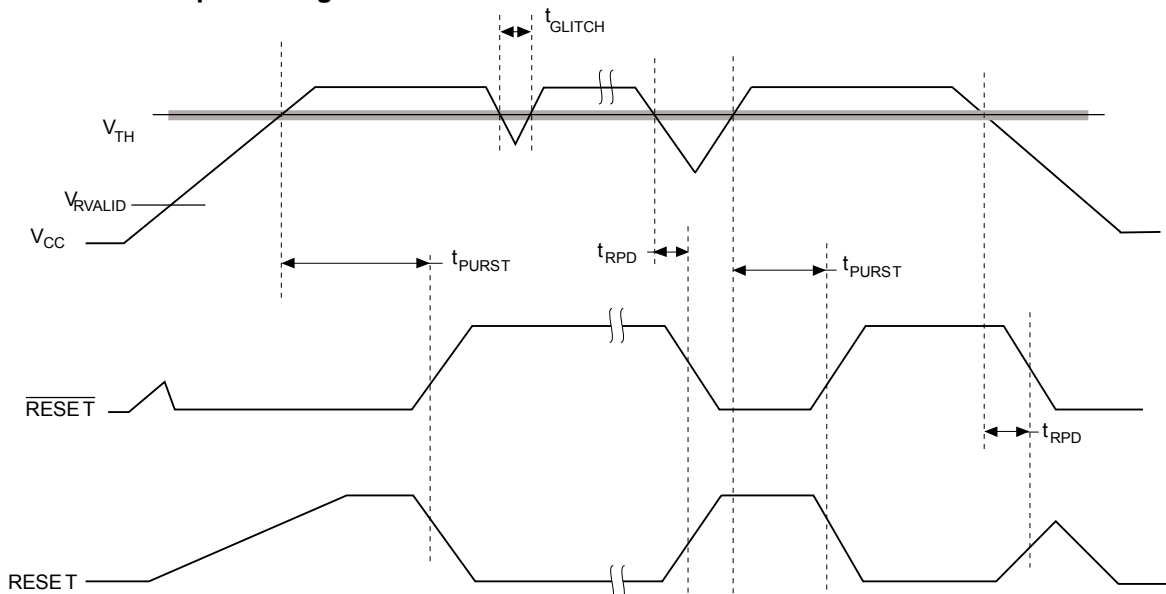 tGLITCH
VTH
VRVALID
VCC
tPURST
tRPD
tPURST
RESET
tRPD
RESET